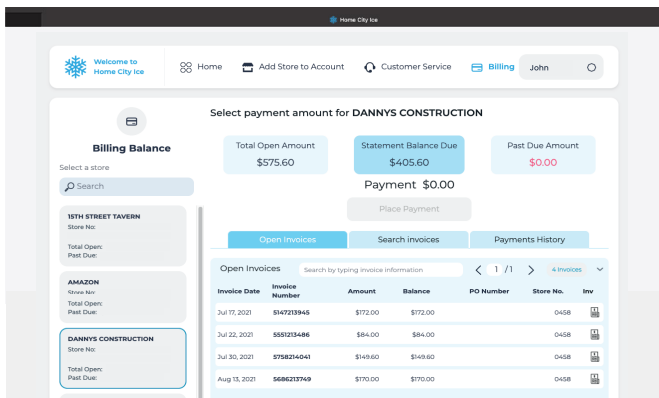 Home City Ice
Welcome to
Home City Ice
Home
Add Store to Account
Customer Service
Billing
John
Billing Balance
Select a store
Search
15TH STREET TAVERN
Store No:
Total Open:
Past Due:
AMAZON
Store No:
Total Open:
Past Due:
DANNYS CONSTRUCTION
Store No:
Total Open:
Past Due:
Select payment amount for DANNYS CONSTRUCTION
Total Open Amount
$575.60
Statement Balance Due
$405.60
Past Due Amount
$0.00
Payment $0.00
Place Payment
Open Invoices
Search invoices
Payments History
Open Invoices
Search by typing invoice information
1 / 1
4 Invoices
Invoice Date Invoice Number Amount Balance PO Number Store No. Inv
Jul 17, 2021 5147213945 $172.00 $172.00 0458
Jul 22, 2021 5551213486 $84.00 $84.00 0458
Jul 30, 2021 5758214041 $149.60 $149.60 0458
Aug 13, 2021 5686213749 $170.00 $170.00 0458